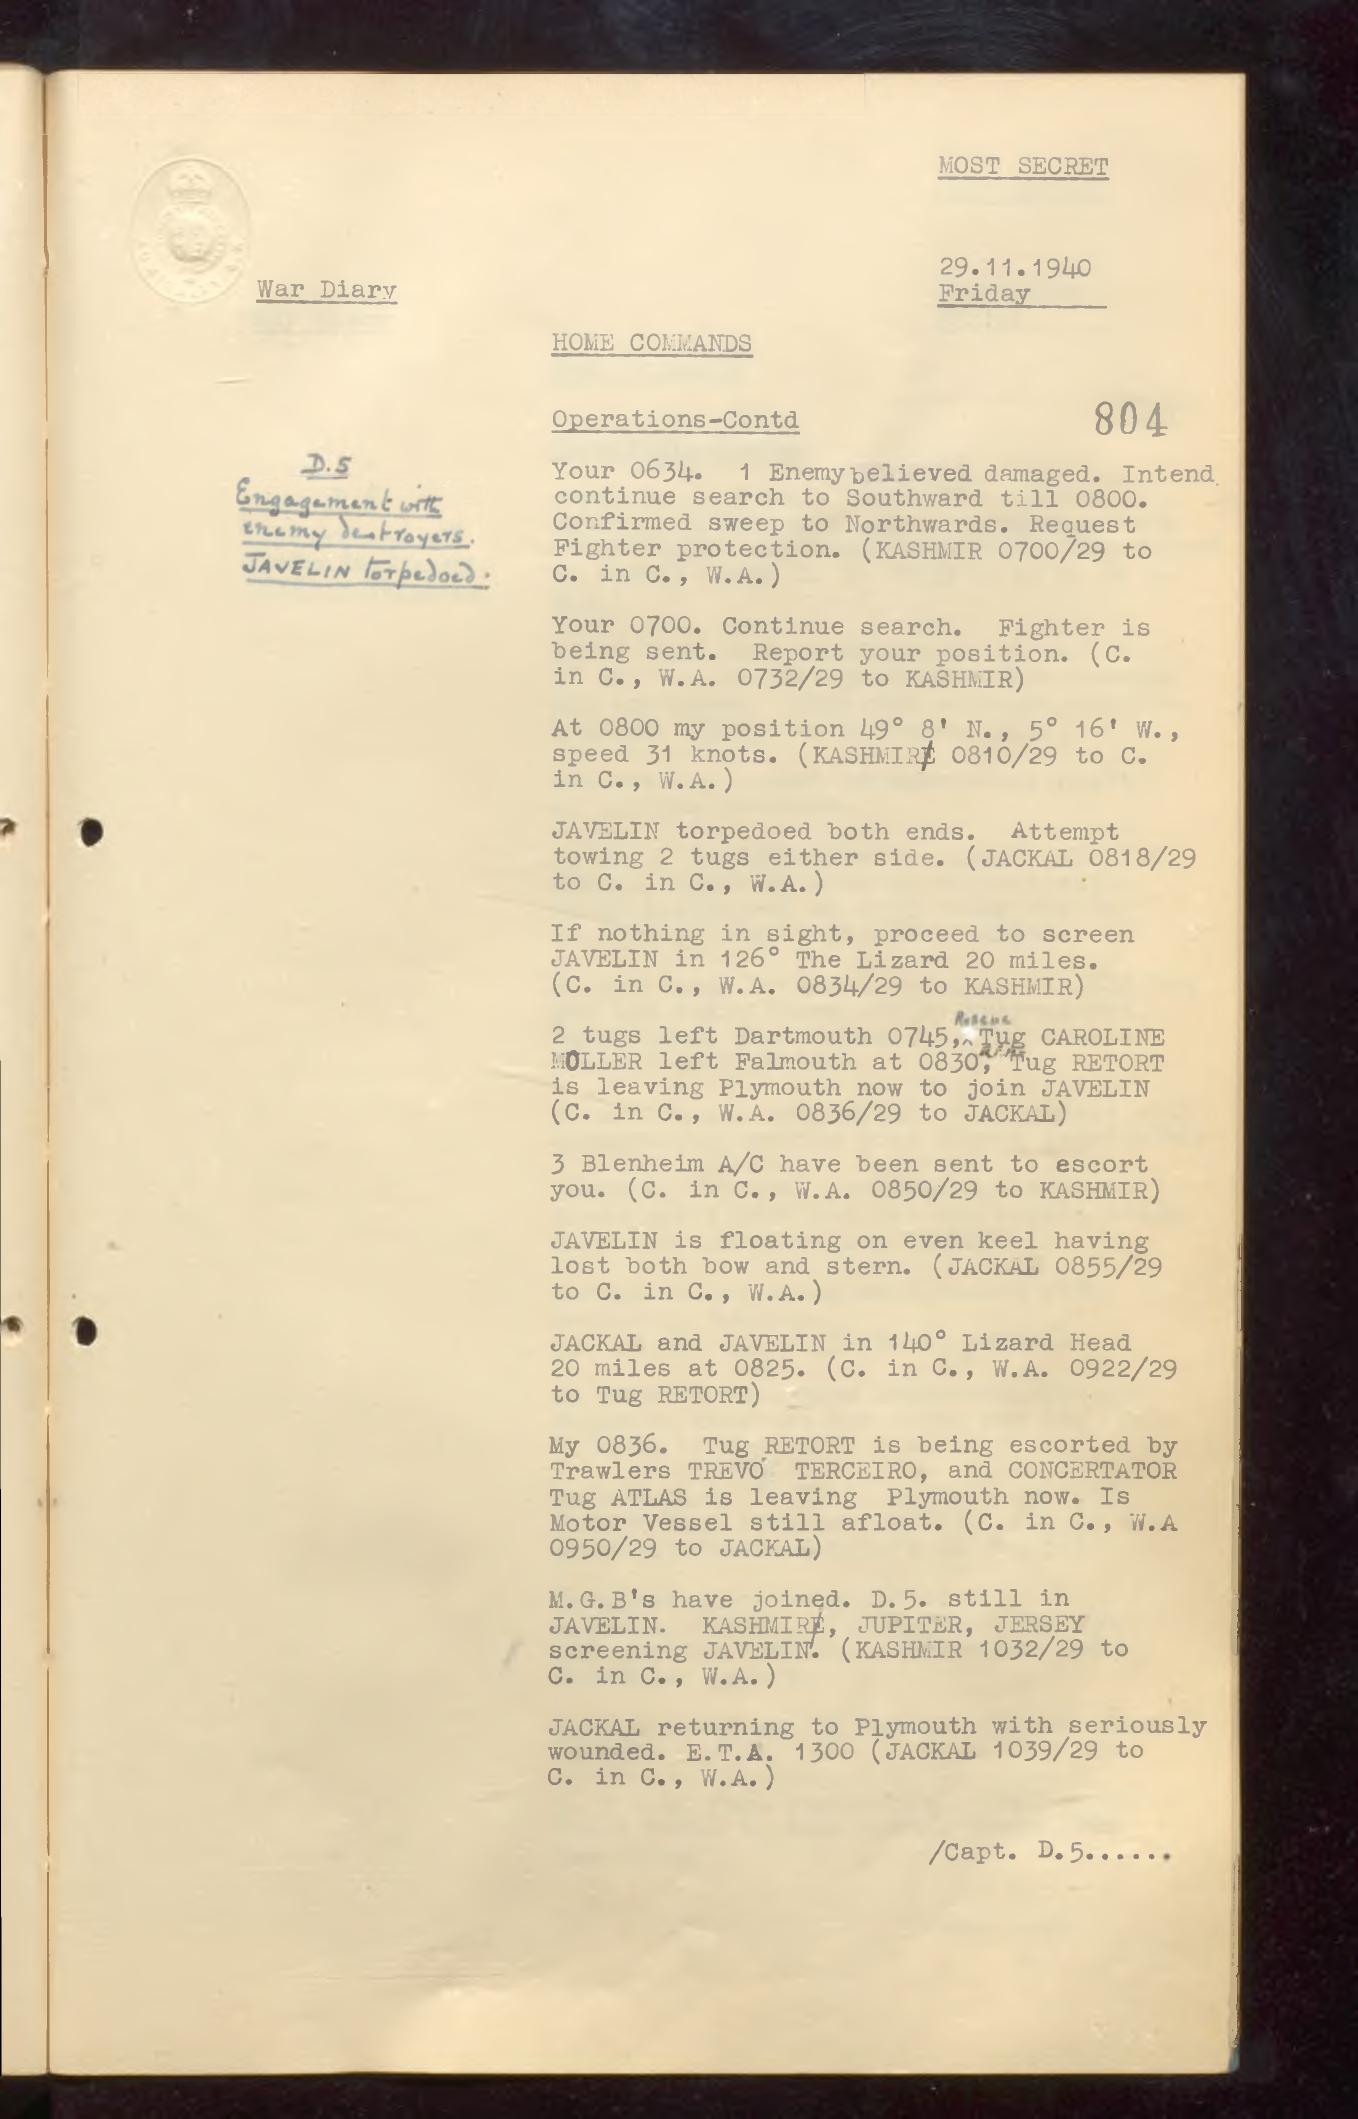 MOST SECRET
29.11.1940
Friday
War Diary
HOME COMMANDS
Operations-Contd
804
D.5
Engagement with
enemy destroyers.
JAVELIN torpedoed.
Your 0634. 1 Enemy believed damaged. Intend
continue search to Southward till 0800.
Confirmed sweep to Northwards. Request
Fighter protection. (KASHMIR 0700/29 to
C. in C., W.A.)
Your 0700. Continue search. Fighter is
being sent. Report your position. (C.
in C., W.A. 0732/29 to KASHMIR)
At 0800 my position 49° 8' N., 5° 16' W.,
speed 31 knots. (KASHMIR 0810/29 to C.
in C., W.A.)
JAVELIN torpedoed both ends. Attempt
towing 2 tugs either side. (JACKAL 0818/29
to C. in C., W.A.)
If nothing in sight, proceed to screen
JAVELIN in 126° The Lizard 20 miles.
(C. in C., W.A. 0834/29 to KASHMIR)
Rescue
2 tugs left Dartmouth 0745, Tug CAROLINE
MOLLER left Falmouth at 0830, Tug RETORT
is leaving Plymouth now to join JAVELIN
(C. in C., W.A. 0836/29 to JACKAL)
3 Blenheim A/C have been sent to escort
you. (C. in C., W.A. 0850/29 to KASHMIR)
JAVELIN is floating on even keel having
lost both bow and stern. (JACKAL 0855/29
to C. in C., W.A.)
JACKAL and JAVELIN in 140° Lizard Head
20 miles at 0825. (C. in C., W.A. 0922/29
to Tug RETORT)
My 0836. Tug RETORT is being escorted by
Trawlers TREVO TERCEIRO, and CONCERTATOR
Tug ATLAS is leaving Plymouth now. Is
Motor Vessel still afloat. (C. in C., W.A
0950/29 to JACKAL)
M.G.B's have joined. D.5. still in
JAVELIN. KASHMIR, JUPITER, JERSEY
screening JAVELIN. (KASHMIR 1032/29 to
C. in C., W.A.)
JACKAL returning to Plymouth with seriously
wounded. E.T.A. 1300 (JACKAL 1039/29 to
C. in C., W.A.)
/Capt. D.5......